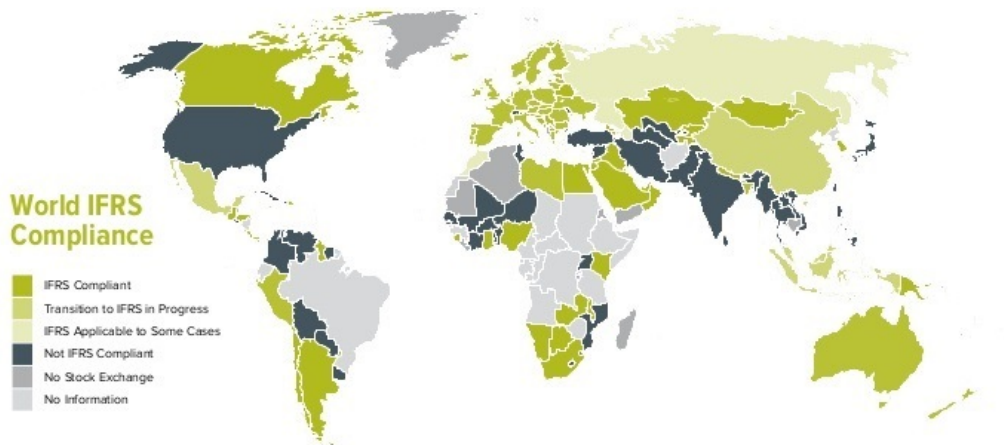 World IFRS
Compliance
IFRS Compliant
Transition to IFRS in Progress
IFRS Applicable to Some Cases
Not IFRS Compliant
No Stock Exchange
No Information